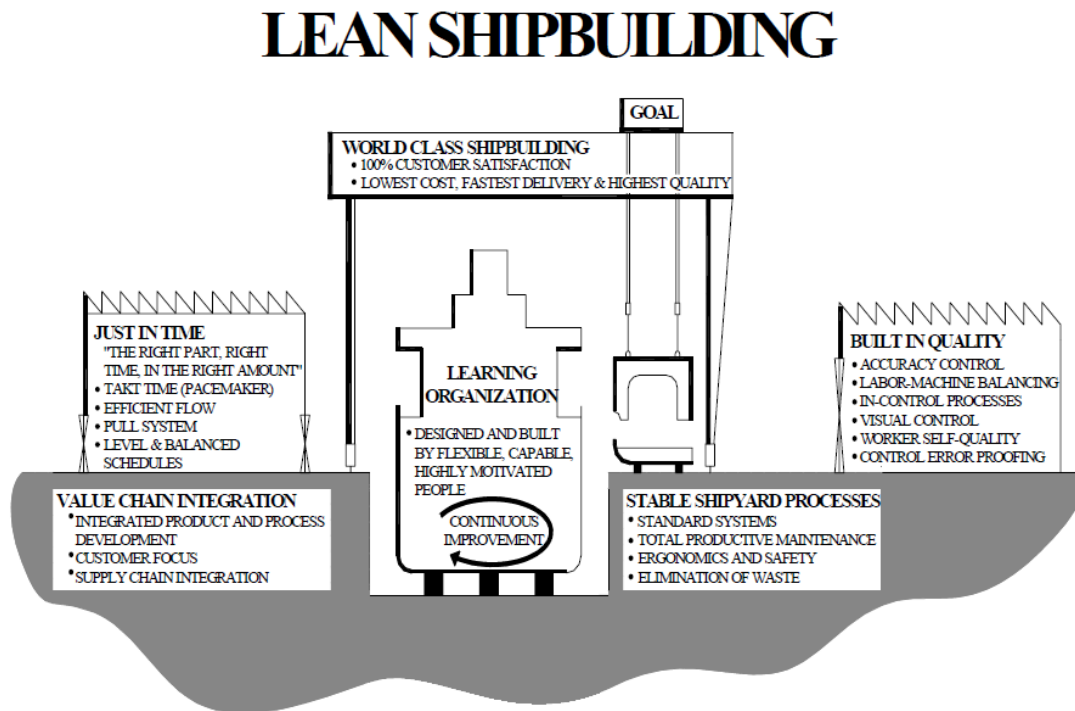 LEAN SHIPBUILDING
GOAL
WORLD CLASS SHIPBUILDING
• 100% CUSTOMER SATISFACTION
• LOWEST COST, FASTEST DELIVERY & HIGHEST QUALITY
JUST IN TIME
"THE RIGHT PART, RIGHT
TIME, IN THE RIGHT AMOUNT"
• TAKT TIME (PACEMAKER)
• EFFICIENT FLOW
• PULL SYSTEM
• LEVEL & BALANCED
SCHEDULES
LEARNING
ORGANIZATION
• DESIGNED AND BUILT
BY FLEXIBLE, CAPABLE,
HIGHLY MOTIVATED
PEOPLE
CONTINUOUS
IMPROVEMENT
BUILT IN QUALITY
• ACCURACY CONTROL
• LABOR-MACHINE BALANCING
• IN-CONTROL PROCESSES
• VISUAL CONTROL
• WORKER SELF-QUALITY
• CONTROL ERROR PROOFING
VALUE CHAIN INTEGRATION
• INTEGRATED PRODUCT AND PROCESS
DEVELOPMENT
• CUSTOMER FOCUS
• SUPPLY CHAIN INTEGRATION
STABLE SHIPYARD PROCESSES
• STANDARD SYSTEMS
• TOTAL PRODUCTIVE MAINTENANCE
• ERGONOMICS AND SAFETY
• ELIMINATION OF WASTE